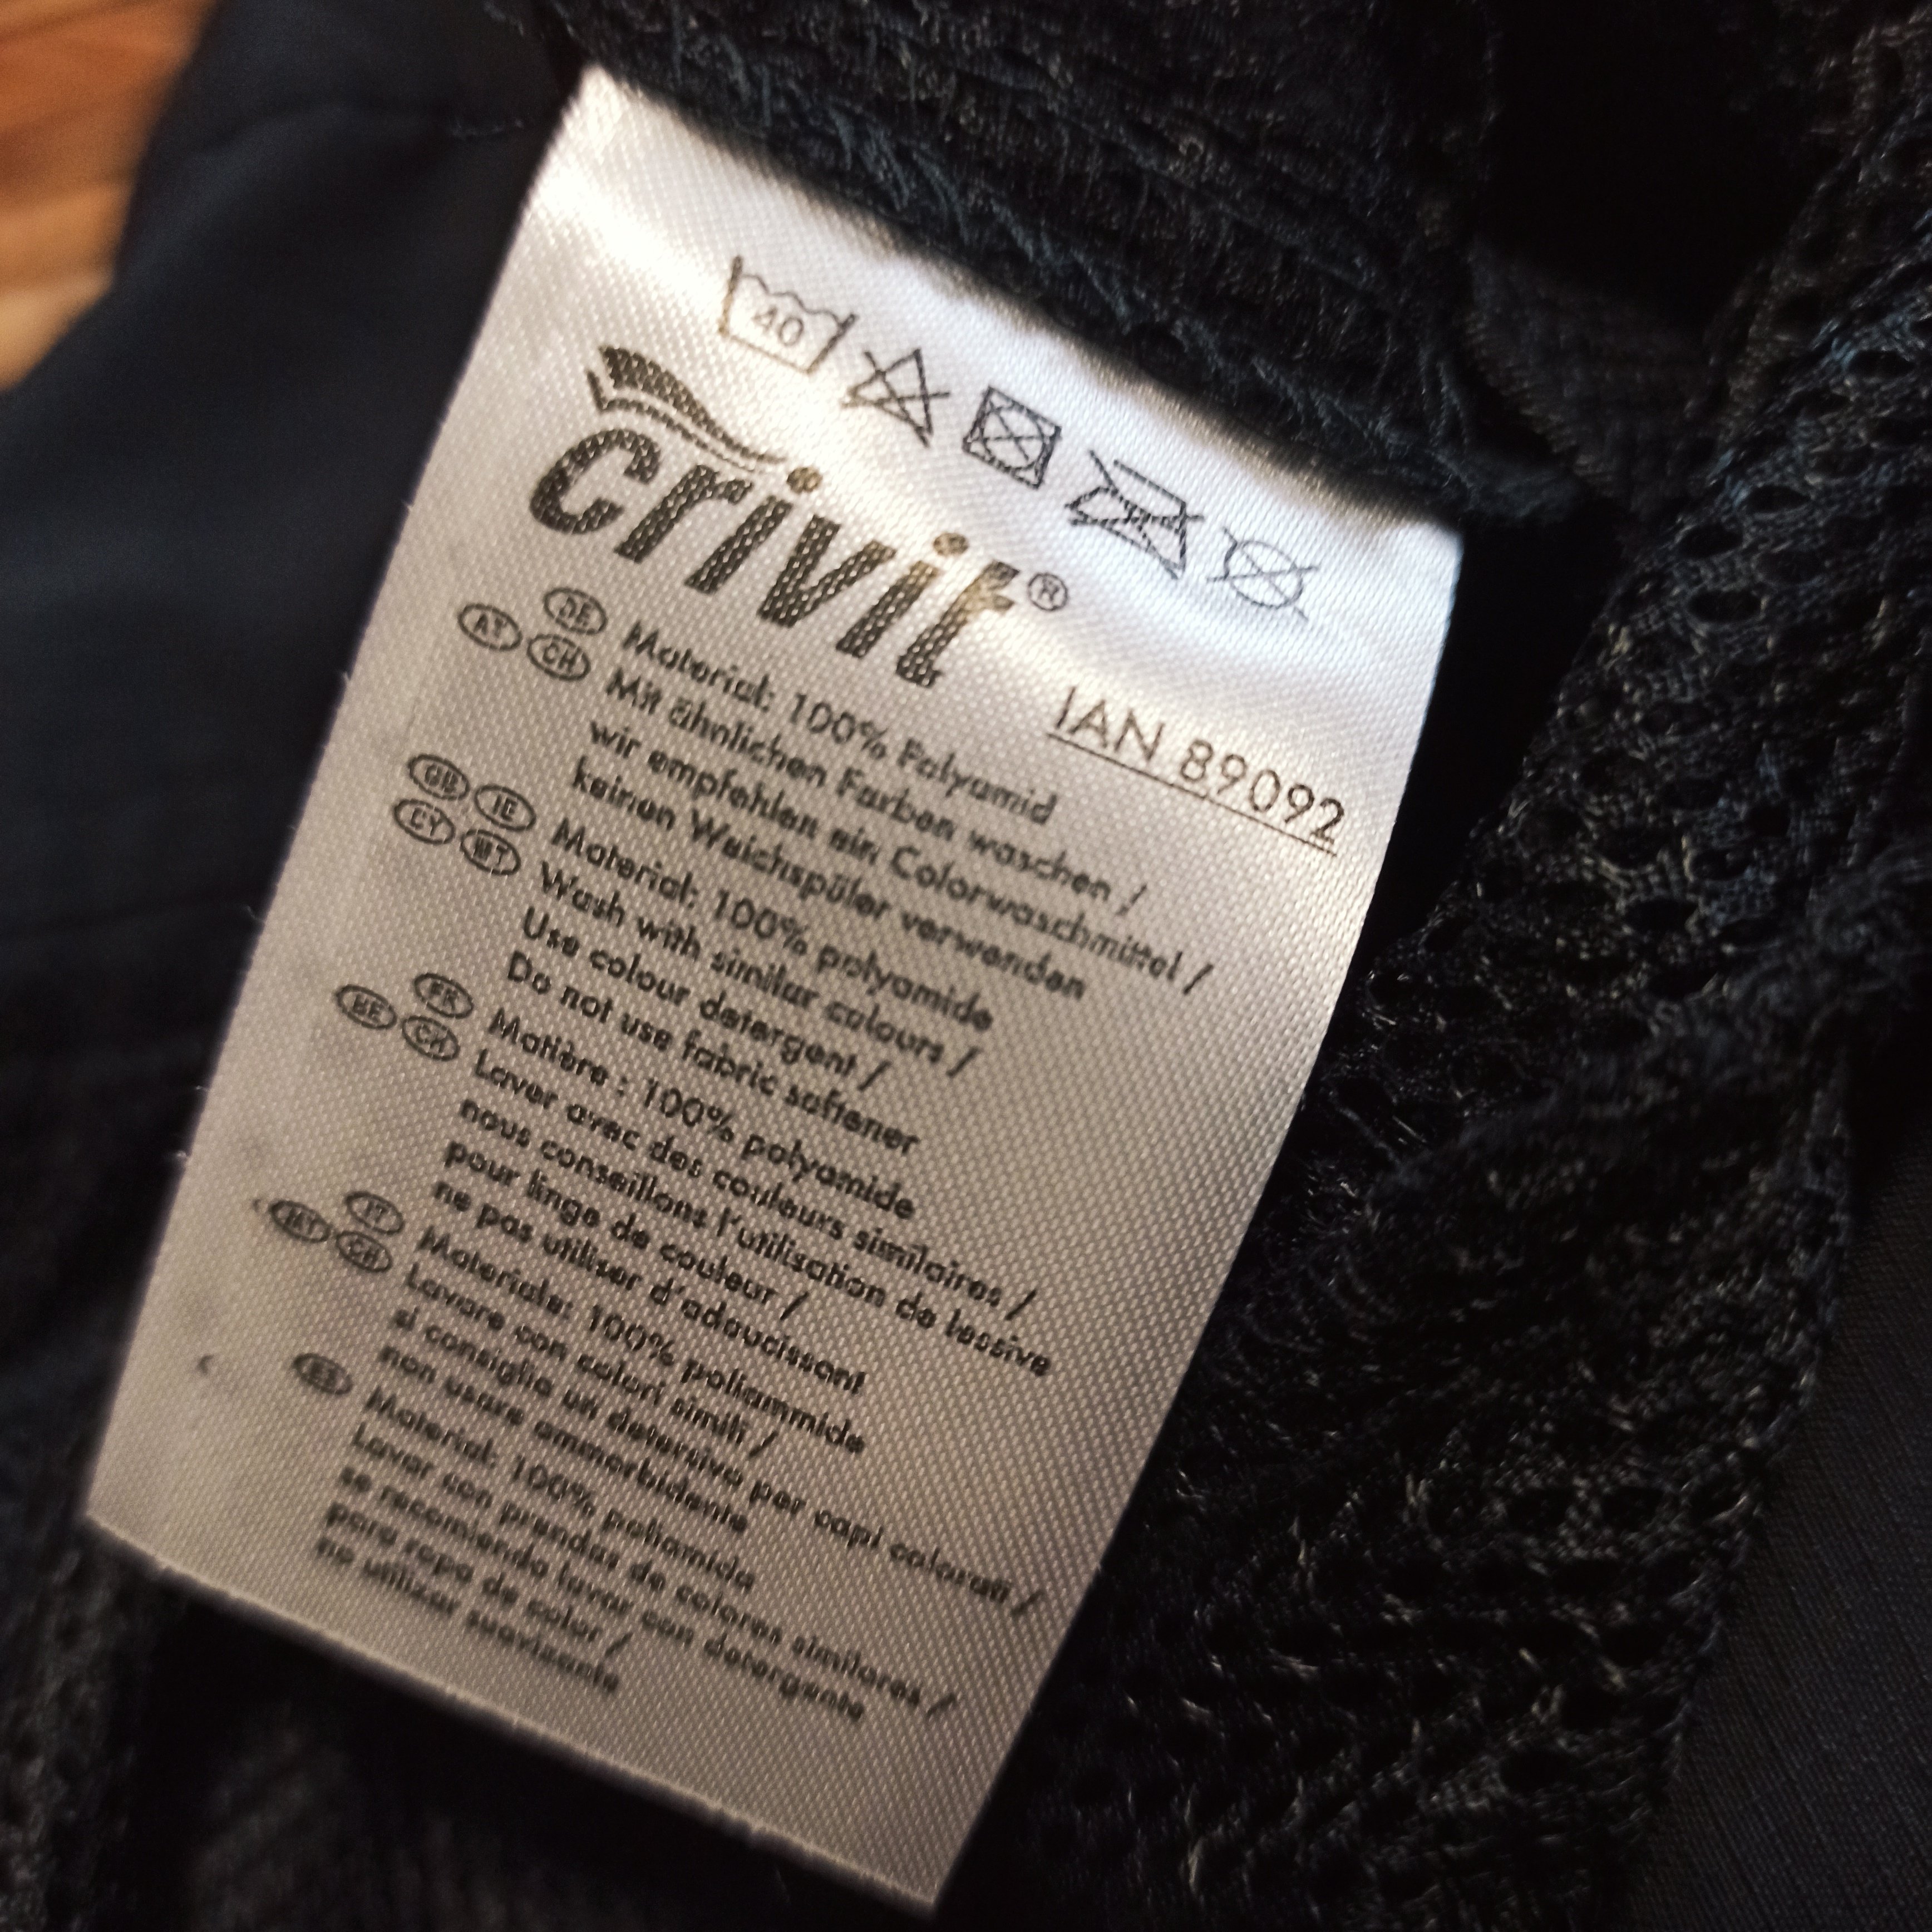 40
crivit®
IAN 89092
DE
AT CH
Material: 100% Polyamid
Mit ähnlichen Farben waschen /
wir empfehlen ein Colorwaschmittel /
keinen Weichspüler verwenden
GB IE
CY MT
Material: 100% polyamide
Wash with similar colours /
Use colour detergent /
Do not use fabric softener
FR
BE CH
Matière : 100% polyamide
Laver avec des couleurs similaires /
nous conseillons l'utilisation de lessive
pour linge de couleur /
ne pas utiliser d'adoucissant
IT
MT CH
Materiale: 100% poliammide
Lavare con colori simili /
si consiglia un detersivo per capi colorati /
non usare ammorbidente
ES
Material: 100% poliamida
Lavar con prendas de colores similares /
se recomienda lavar con detergente
para ropa de color /
no utilizar suavizante